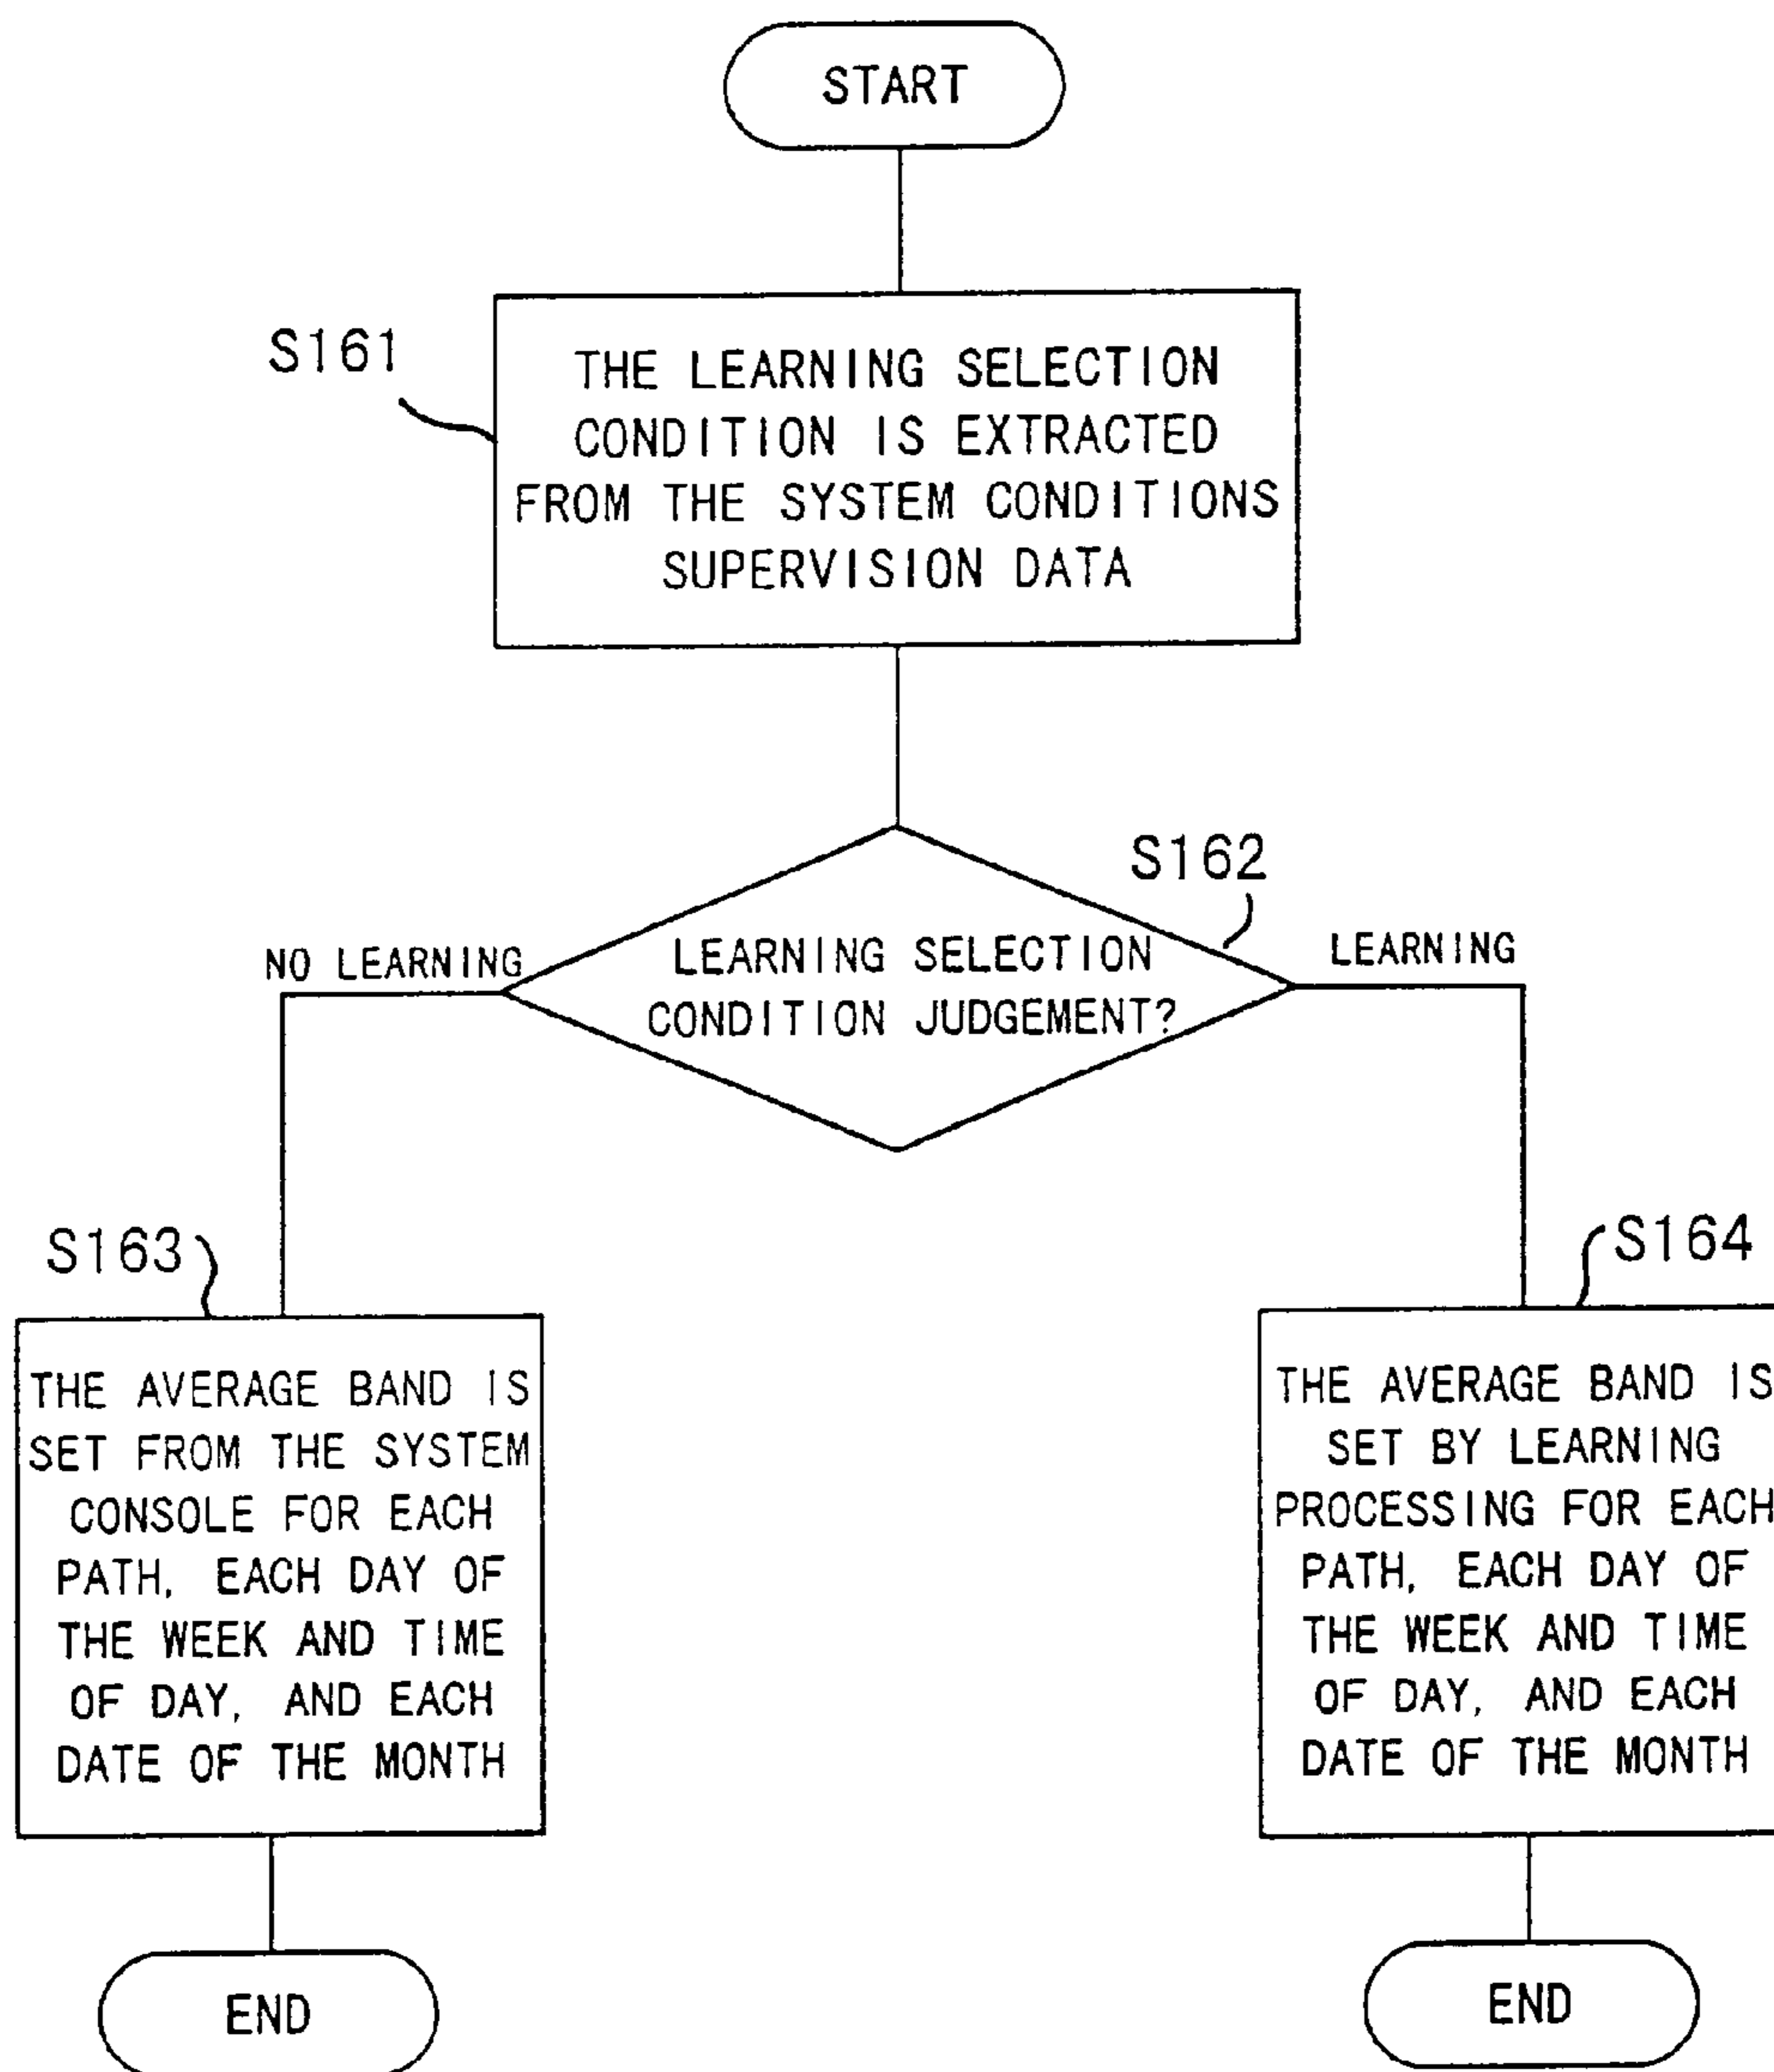 START
S161
THE LEARNING SELECTION
CONDITION IS EXTRACTED
FROM THE SYSTEM CONDITIONS
SUPERVISION DATA
S162
NO LEARNING
LEARNING SELECTION
CONDITION JUDGEMENT?
LEARNING
S163
THE AVERAGE BAND IS
SET FROM THE SYSTEM
CONSOLE FOR EACH
PATH, EACH DAY OF
THE WEEK AND TIME
OF DAY, AND EACH
DATE OF THE MONTH
END
S164
THE AVERAGE BAND IS
SET BY LEARNING
PROCESSING FOR EACH
PATH, EACH DAY OF
THE WEEK AND TIME
OF DAY, AND EACH
DATE OF THE MONTH
END